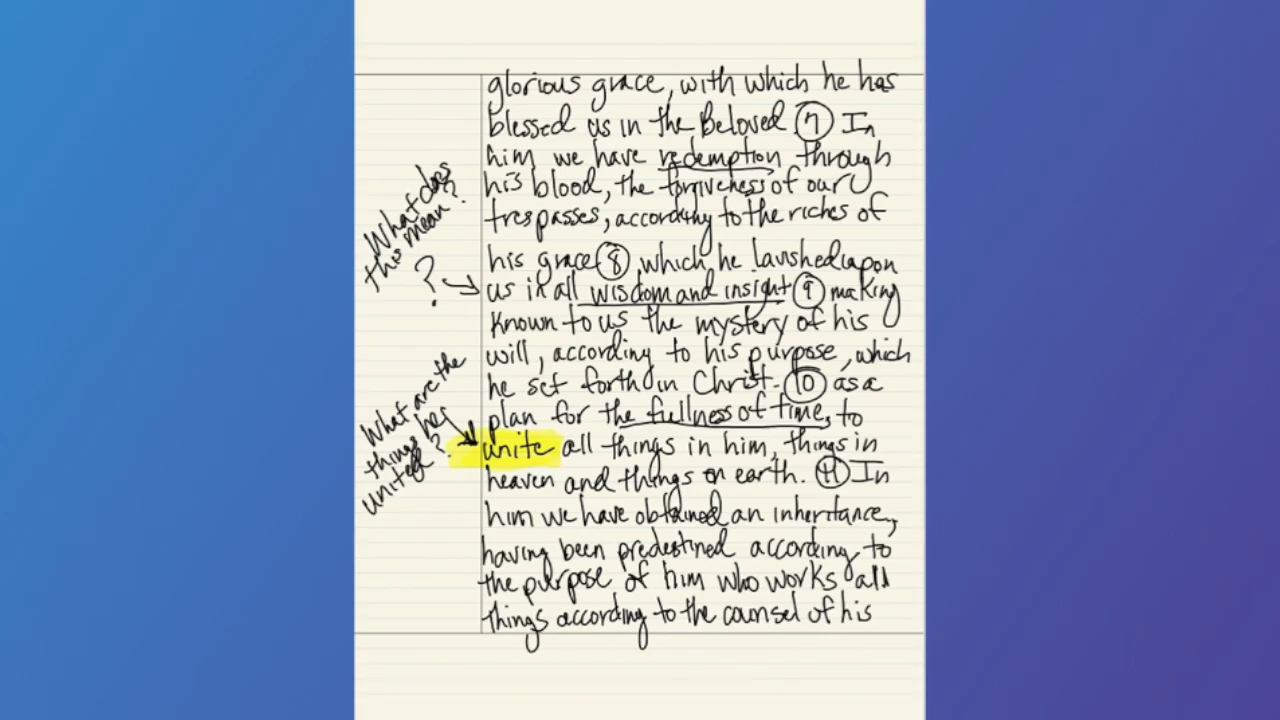 glorious grace, with which he has
blessed us in the Beloved 7 In
him we have redemption through
his blood, the forgiveness of our
trespasses, according to the riches of
his grace 8 which he lavished upon
us in all wisdom and insight 9 making
known to us the mystery of his
will, according to his purpose, which
he set forth in Christ. 10 as a
plan for the fullness of time, to
unite all things in him, things in
heaven and things on earth. 11 In
him we have obtained an inheritance,
having been predestined according to
the purpose of him who works all
things according to the counsel of his
What does
this mean?
?
What are the
things he
united?